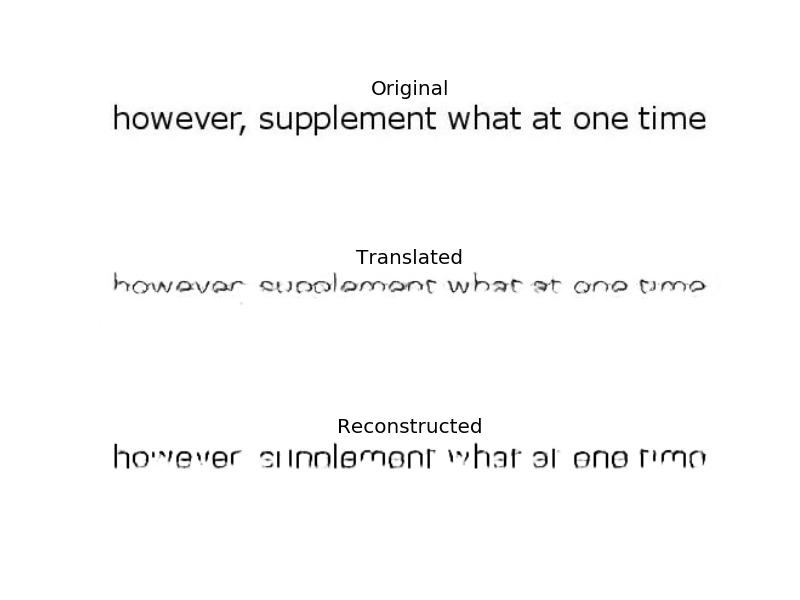 Original
however, supplement what at one time
Translated
however supplement what at one time
Reconstructed
however supplement what at one time